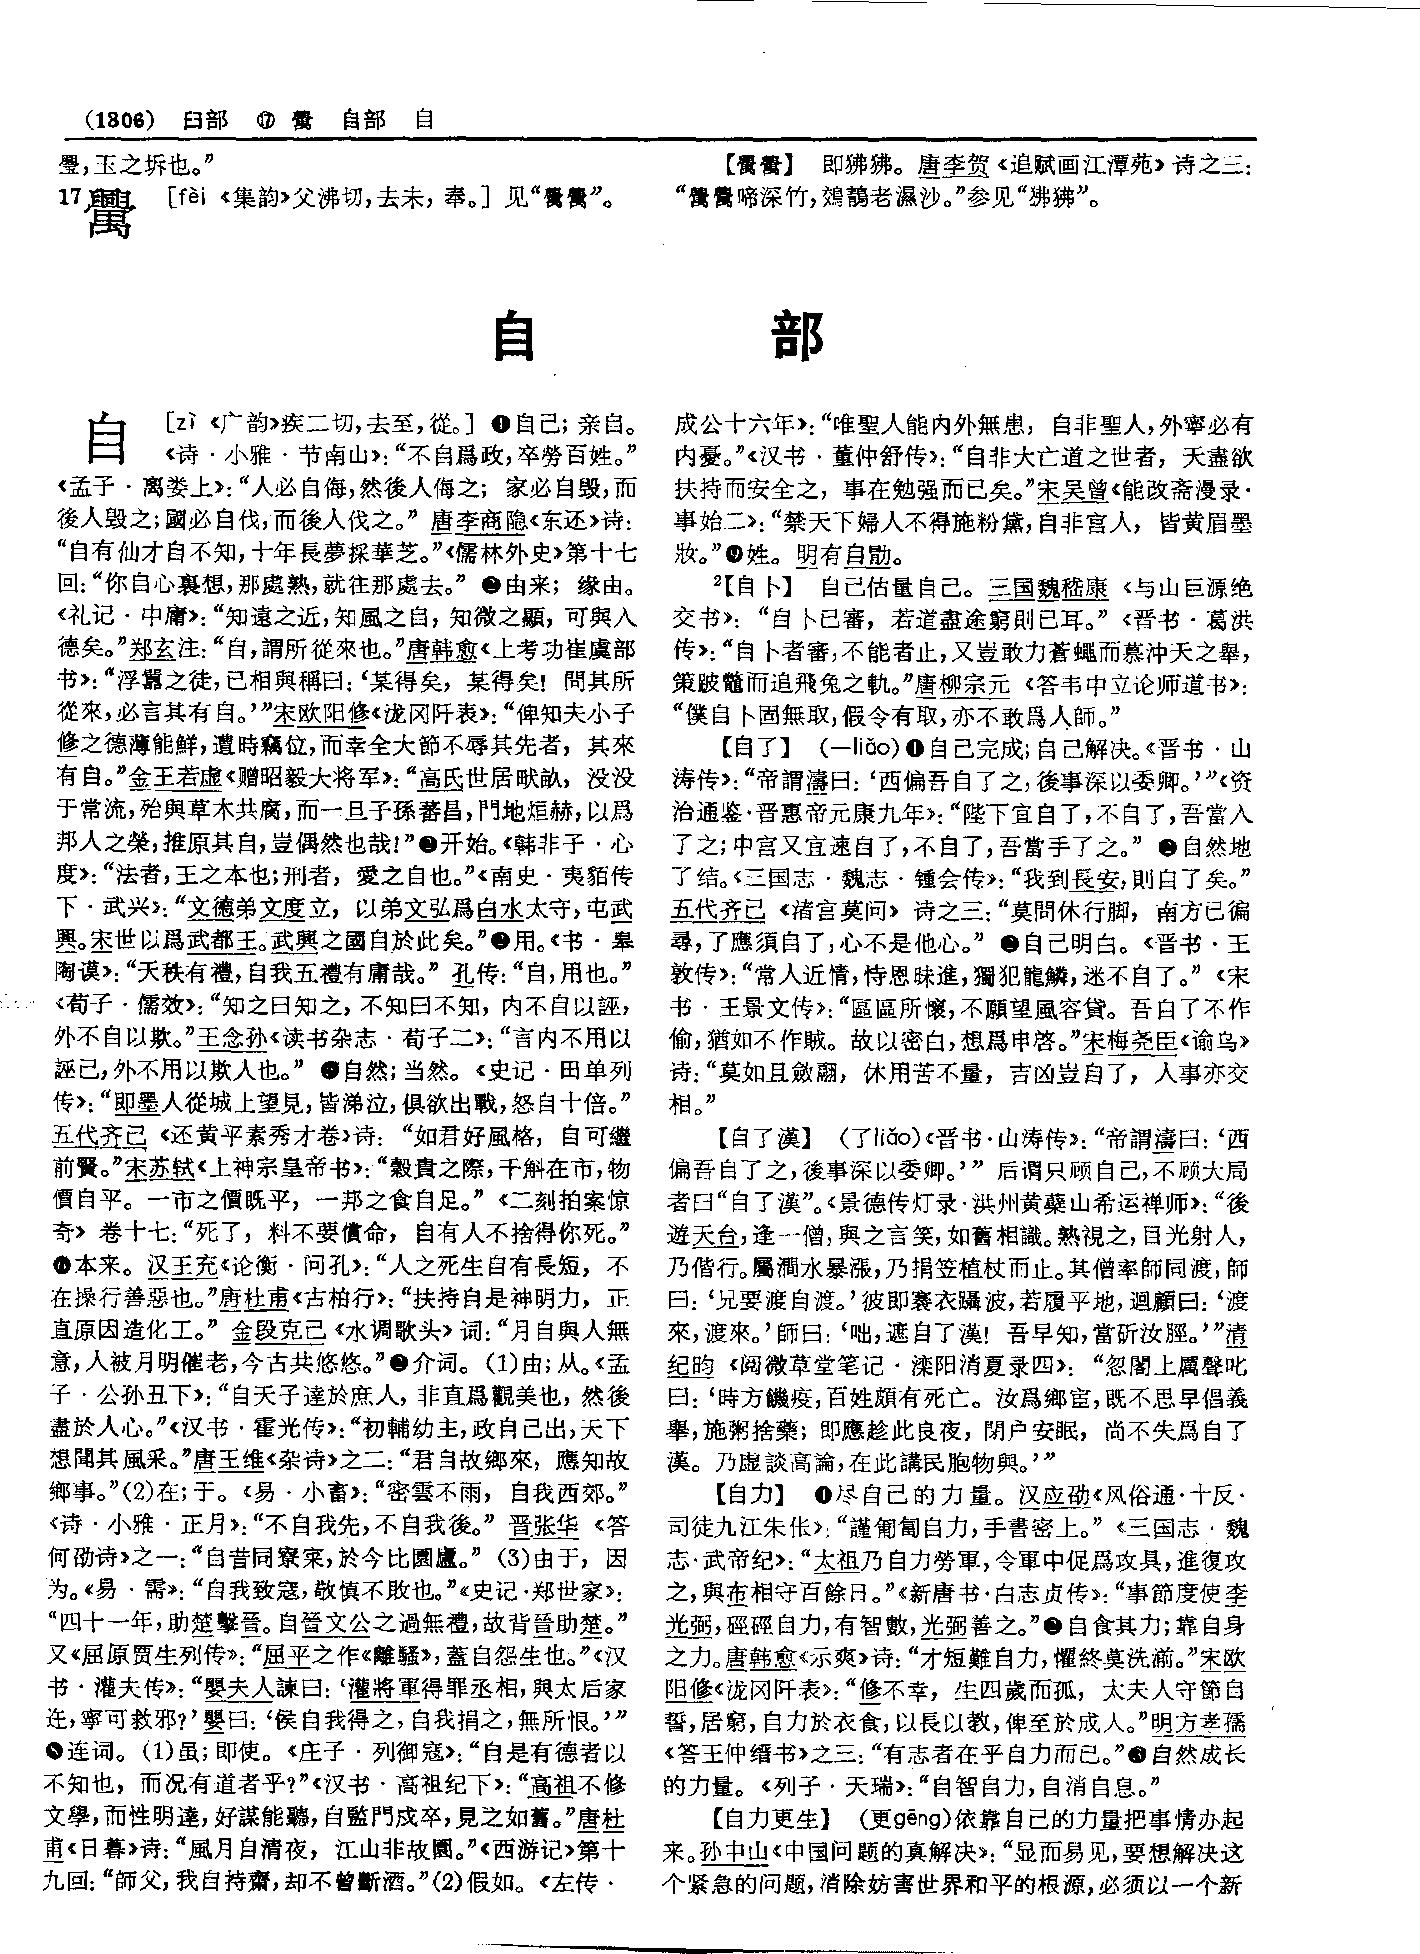 (1306) 臼部 ⑰ 𦧅 自部 自
璺,玉之坼也。”
17 [fèi 《集韵》父沸切,去未,奉。] 见“
】 即狒狒。唐李贺《追赋画江潭苑》诗之三:
“啼深竹,鵁鶄老濕沙。”参见“狒狒”。
自 部
自 [zì 《广韵》疾二切,去至,從。] ❶自己;亲自。
《诗·小雅·节南山》:“不自爲政,卒勞百姓。”
《孟子·离娄上》:“人必自侮,然後人侮之;家必自毁,而
後人毁之;國必自伐,而後人伐之。”唐李商隐《东还》诗:
“自有仙才自不知,十年長夢採華芝。”《儒林外史》第十七
回:“你自心裏想,那處熟,就往那處去。” ❷由来;缘由。
《礼记·中庸》:“知遠之近,知風之自,知微之顯,可與入
德矣。”郑玄注:“自,謂所從來也。”唐韩愈《上考功崔虞部
书》:“浮囂之徒,已相與稱曰:‘某得矣,某得矣!問其所
從來,必言其有自。’”宋欧阳修《泷冈阡表》:“俾知夫小子
修之德薄能鮮,遭時竊位,而幸全大節不辱其先者,其來
有自。”金王若虚《赠昭毅大将军》:“高氏世居畎畝,没没
于常流,殆與草木共腐,而一旦子孫蕃昌,門地烜赫,以爲
邦人之榮,推原其自,豈偶然也哉!”❸开始。《韩非子·心
度》:“法者,王之本也;刑者,愛之自也。”《南史·夷貊传
下·武兴》:“文德弟文度立,以弟文弘爲白水太守,屯武
興。宋世以爲武都王。武興之國自於此矣。”❹用。《书·皋
陶谟》:“天秩有禮,自我五禮有庸哉。”孔传:“自,用也。”
《荀子·儒效》:“知之曰知之,不知曰不知,内不自以誣,
外不自以欺。”王念孙《读书杂志·荀子二》:“言内不用以
誣己,外不用以欺人也。” ❺自然;当然。《史记·田单列
传》:“即墨人從城上望見,皆涕泣,俱欲出戰,怒自十倍。”
五代齐己《还黄平素秀才卷》诗:“如君好風格,自可繼
前賢。”宋苏轼《上神宗皇帝书》:“穀貴之際,千斛在市,物
價自平。一市之價既平,一邦之食自足。”《二刻拍案惊
奇》卷十七:“死了,料不要償命,自有人不捨得你死。”
❻本来。汉王充《论衡·问孔》:“人之死生自有長短,不
在操行善惡也。”唐杜甫《古柏行》:“扶持自是神明力,正
直原因造化工。”金段克己《水调歌头》词:“月自與人無
意,人被月明催老,今古共悠悠。”❼介词。(1)由;从。《孟
子·公孙丑下》:“自天子達於庶人,非直爲觀美也,然後
盡於人心。”《汉书·霍光传》:“初輔幼主,政自己出,天下
想聞其風采。”唐王维《杂诗》之二:“君自故鄉來,應知故
鄉事。”(2)在;于。《易·小畜》:“密雲不雨,自我西郊。”
《诗·小雅·正月》:“不自我先,不自我後。”晋张华《答
何劭诗》之一:“自昔同寮寀,於今比園廬。”(3)由于,因
为。《易·需》:“自我致寇,敬慎不敗也。”《史记·郑世家》:
“四十一年,助楚擊晉。自晉文公之過無禮,故背晉助楚。”
又《屈原贾生列传》:“屈平之作《離騷》,蓋自怨生也。”《汉
书·灌夫传》:“嬰夫人諫曰:‘灌將軍得罪丞相,與太后家
迕,寧可救邪?’嬰曰:‘侯自我得之,自我捐之,無所恨。’”
❽连词。(1)虽;即使。《庄子·列御寇》:“自是有德者以
不知也,而况有道者乎?”《汉书·高祖纪下》:“高祖不修
文學,而性明達,好謀能聽,自監門戍卒,見之如舊。”唐杜
甫《日暮》诗:“風月自清夜,江山非故園。”《西游记》第十
九回:“師父,我自持齋,却不曾斷酒。”(2)假如。《左传·
成公十六年》:“唯聖人能内外無患,自非聖人,外寧必有
内憂。”《汉书·董仲舒传》:“自非大亡道之世者,天盡欲
扶持而安全之,事在勉强而已矣。”宋吴曾《能改斋漫录·
事始二》:“禁天下婦人不得施粉黛,自非宫人,皆黄眉墨
妝。”❾姓。明有自勖。
²【自卜】 自己估量自己。三国魏嵇康《与山巨源绝
交书》:“自卜已審,若道盡途窮則已耳。”《晋书·葛洪
传》:“自卜者審,不能者止,又豈敢力蒼蠅而慕沖天之舉,
策跛鼈而追飛兔之軌。”唐柳宗元《答韦中立论师道书》:
“僕自卜固無取,假令有取,亦不敢爲人師。”
【自了】 (—liǎo)❶自己完成;自己解决。《晋书·山
涛传》:“帝謂濤曰:‘西偏吾自了之,後事深以委卿。’”《资
治通鉴·晋惠帝元康九年》:“陛下宜自了,不自了,吾當入
了之;中宫又宜速自了,不自了,吾當手了之。” ❷自然地
了结。《三国志·魏志·锺会传》:“我到長安,則自了矣。”
五代齐己《渚宫莫问》诗之三:“莫問休行脚,南方已徧
尋,了應須自了,心不是他心。” ❸自己明白。《晋书·王
敦传》:“常人近情,恃恩昧進,獨犯龍鱗,迷不自了。”《宋
书·王景文传》:“區區所懷,不願望風容貸。吾自了不作
偷,猶如不作賊。故以密白,想爲申啓。”宋梅尧臣《谕乌》
诗:“莫如且斂翮,休用苦不量,吉凶豈自了,人事亦交
相。”
【自了漢】 (了liǎo)《晋书·山涛传》:“帝謂濤曰:‘西
偏吾自了之,後事深以委卿。’”后谓只顾自己,不顾大局
者曰“自了漢”。《景德传灯录·洪州黄蘗山希运禅师》:“後
遊天台,逢一僧,與之言笑,如舊相識。熟視之,目光射人,
乃偕行。屬澗水暴漲,乃捐笠植杖而止。其僧率師同渡,師
曰:‘兄要渡自渡。’彼即褰衣躡波,若履平地,迴顧曰:‘渡
來,渡來。’師曰:‘咄,遮自了漢!吾早知,當斫汝脛。’”清
纪昀《阅微草堂笔记·滦阳消夏录四》:“忽閣上厲聲叱
曰:‘時方饑疫,百姓頗有死亡。汝爲鄉宦,既不思早倡義
舉,施粥捨藥;即應趁此良夜,閉户安眠,尚不失爲自了
漢。乃虚談高論,在此講民胞物與。’”
【自力】 ❶尽自己的力量。汉应劭《风俗通·十反·
司徒九江朱伥》:“謹匍匐自力,手書密上。”《三国志·魏
志·武帝纪》:“太祖乃自力勞軍,令軍中促爲攻具,進復攻
之,與布相守百餘日。”《新唐书·白志贞传》:“事節度使李
光弼,硜硜自力,有智數,光弼善之。”❷自食其力;靠自身
之力。唐韩愈《示爽》诗:“才短難自力,懼終莫洗湔。”宋欧
阳修《泷冈阡表》:“修不幸,生四歲而孤,太夫人守節自
誓,居窮,自力於衣食,以長以教,俾至於成人。”明方孝孺
《答王仲缙书》之三:“有志者在乎自力而已。”❸自然成长
的力量。《列子·天瑞》:“自智自力,自消自息。”
【自力更生】 (更gēng)依靠自己的力量把事情办起
来。孙中山《中国问题的真解决》:“显而易见,要想解决这
个紧急的问题,消除妨害世界和平的根源,必须以一个新